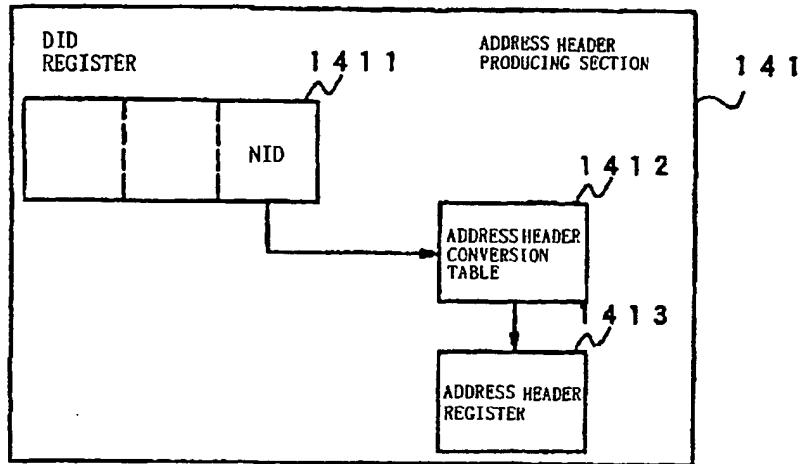 DID
REGISTER
ADDRESS HEADER
PRODUCING SECTION
1411
141
NID
1412
ADDRESS HEADER
CONVERSION
TABLE
1413
ADDRESS HEADER
REGISTER